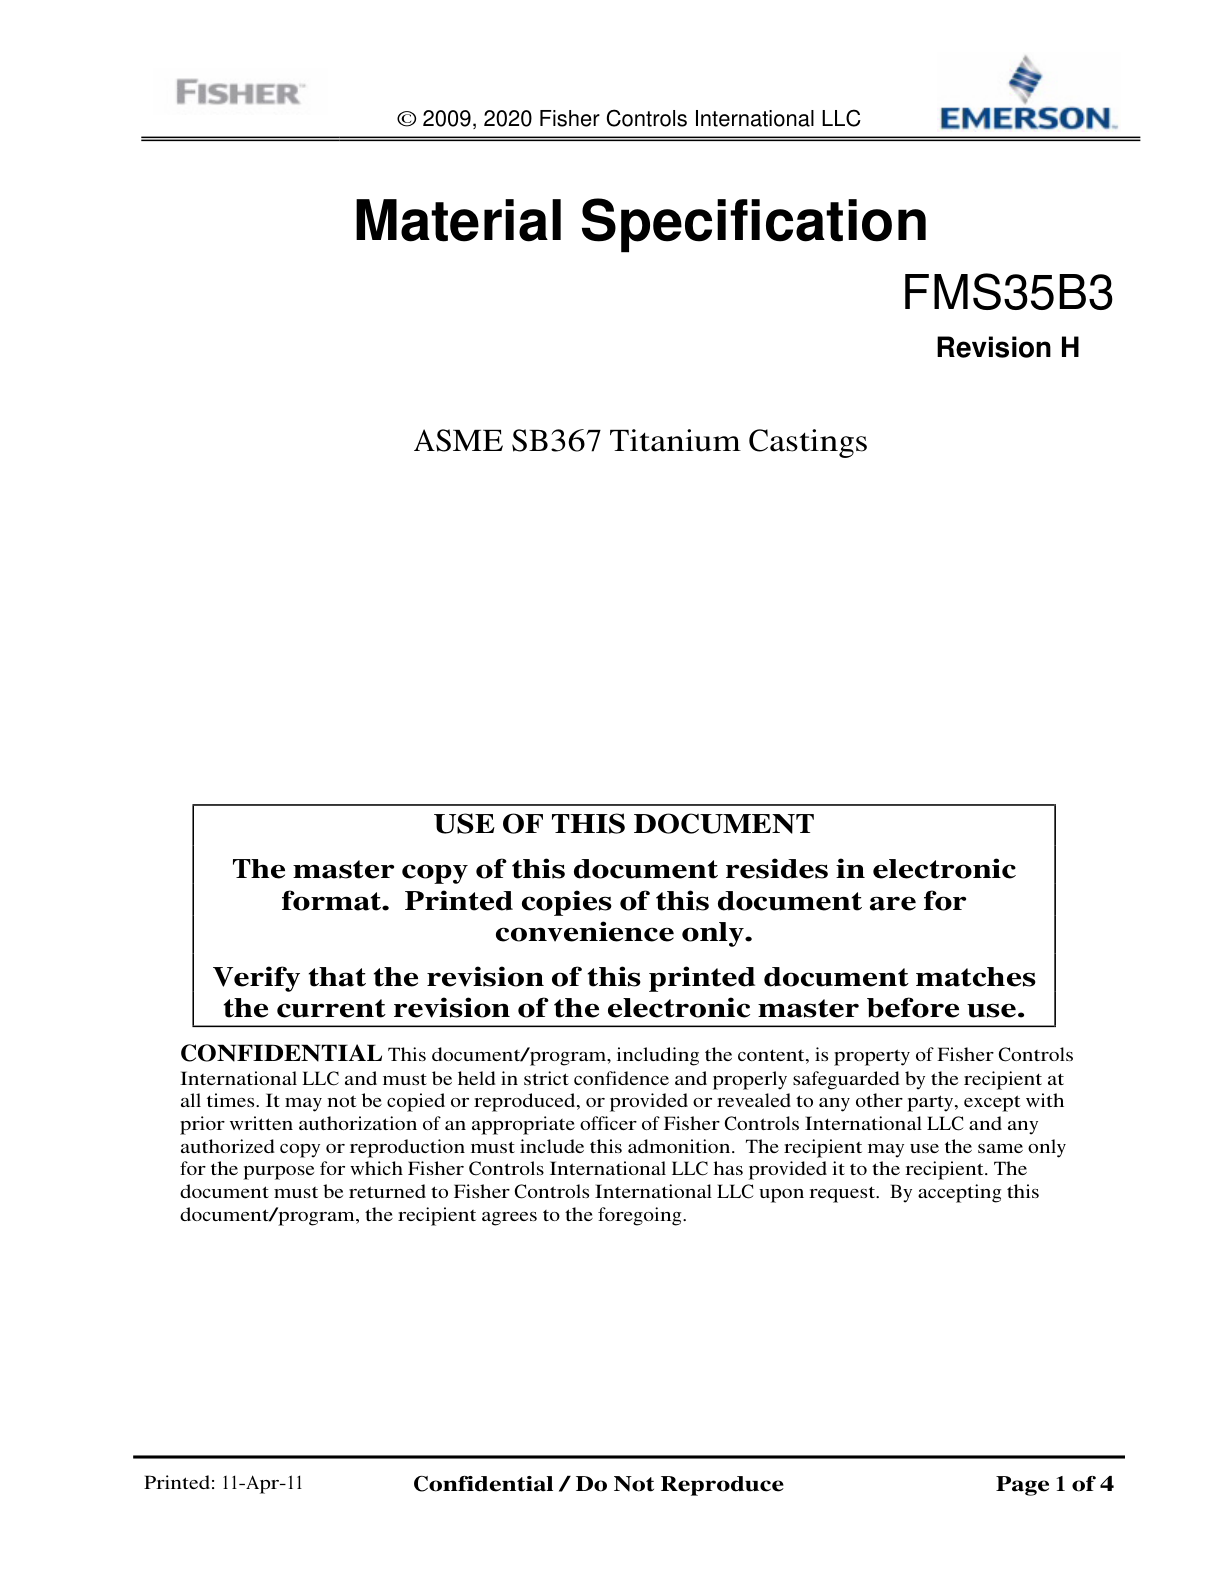 FISHER™
© 2009, 2020 Fisher Controls International LLC
EMERSON™
Material Specification
FMS35B3
Revision H
ASME SB367 Titanium Castings
USE OF THIS DOCUMENT
The master copy of this document resides in electronic
format.  Printed copies of this document are for
convenience only.
Verify that the revision of this printed document matches
the current revision of the electronic master before use.
CONFIDENTIAL This document/program, including the content, is property of Fisher Controls
International LLC and must be held in strict confidence and properly safeguarded by the recipient at
all times. It may not be copied or reproduced, or provided or revealed to any other party, except with
prior written authorization of an appropriate officer of Fisher Controls International LLC and any
authorized copy or reproduction must include this admonition.  The recipient may use the same only
for the purpose for which Fisher Controls International LLC has provided it to the recipient. The
document must be returned to Fisher Controls International LLC upon request.  By accepting this
document/program, the recipient agrees to the foregoing.
Printed: 11-Apr-11
Confidential / Do Not Reproduce
Page 1 of 4